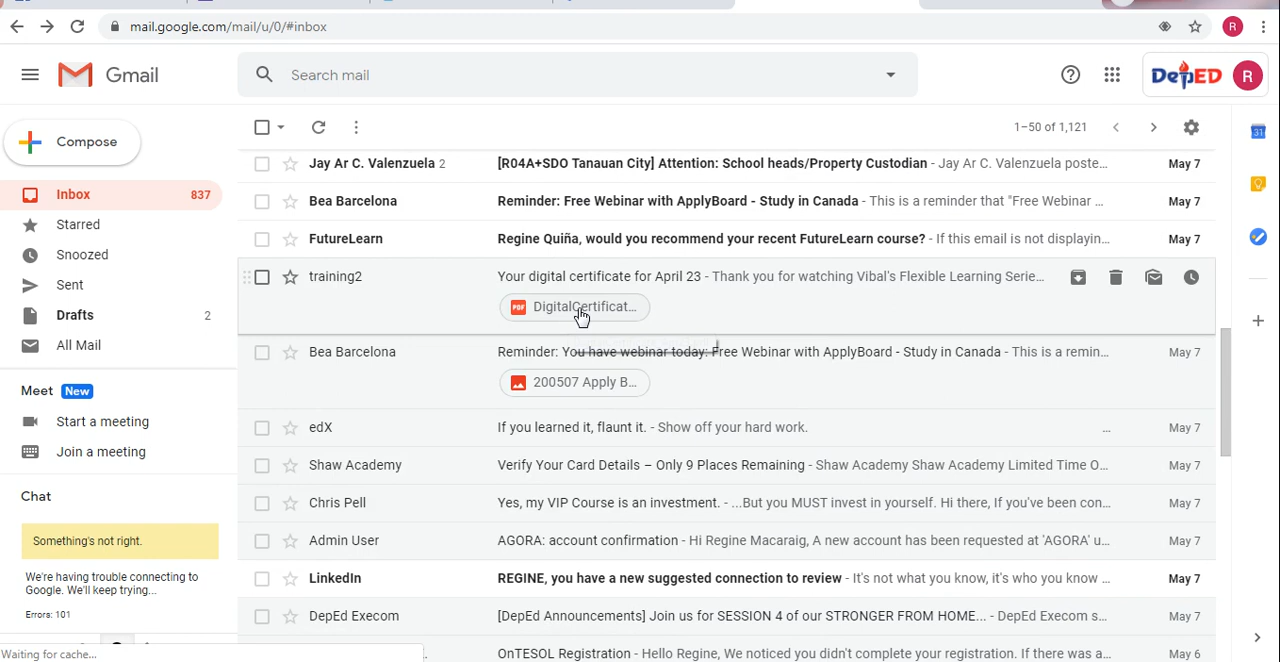 mail.google.com/mail/u/0/#inbox
R
Gmail
Search mail
DepED
R
Compose
1–50 of 1,121
31
Inbox 837
Starred
Snoozed
Sent
Drafts 2
All Mail
Meet New
Start a meeting
Join a meeting
Chat
Something's not right.
We're having trouble connecting to
Google. We'll keep trying...
Errors: 101
Waiting for cache...
Jay Ar C. Valenzuela 2 [R04A+SDO Tanauan City] Attention: School heads/Property Custodian - Jay Ar C. Valenzuela poste... May 7
Bea Barcelona Reminder: Free Webinar with ApplyBoard - Study in Canada - This is a reminder that "Free Webinar ... May 7
FutureLearn Regine Quiña, would you recommend your recent FutureLearn course? - If this email is not displayin... May 7
training2 Your digital certificate for April 23 - Thank you for watching Vibal's Flexible Learning Serie...
PDF DigitalCertificat...
Bea Barcelona Reminder: You have webinar today: Free Webinar with ApplyBoard - Study in Canada - This is a remin... May 7
200507 Apply B...
edX If you learned it, flaunt it. - Show off your hard work. ... May 7
Shaw Academy Verify Your Card Details – Only 9 Places Remaining - Shaw Academy Shaw Academy Limited Time O... May 7
Chris Pell Yes, my VIP Course is an investment. - ...But you MUST invest in yourself. Hi there, If you've been con... May 7
Admin User AGORA: account confirmation - Hi Regine Macaraig, A new account has been requested at 'AGORA' u... May 7
LinkedIn REGINE, you have a new suggested connection to review - It's not what you know, it's who you know ... May 7
DepEd Execom [DepEd Announcements] Join us for SESSION 4 of our STRONGER FROM HOME... - DepEd Execom s... May 7
OnTESOL Registration - Hello Regine, We noticed you didn't complete your registration. If there was a... May 6